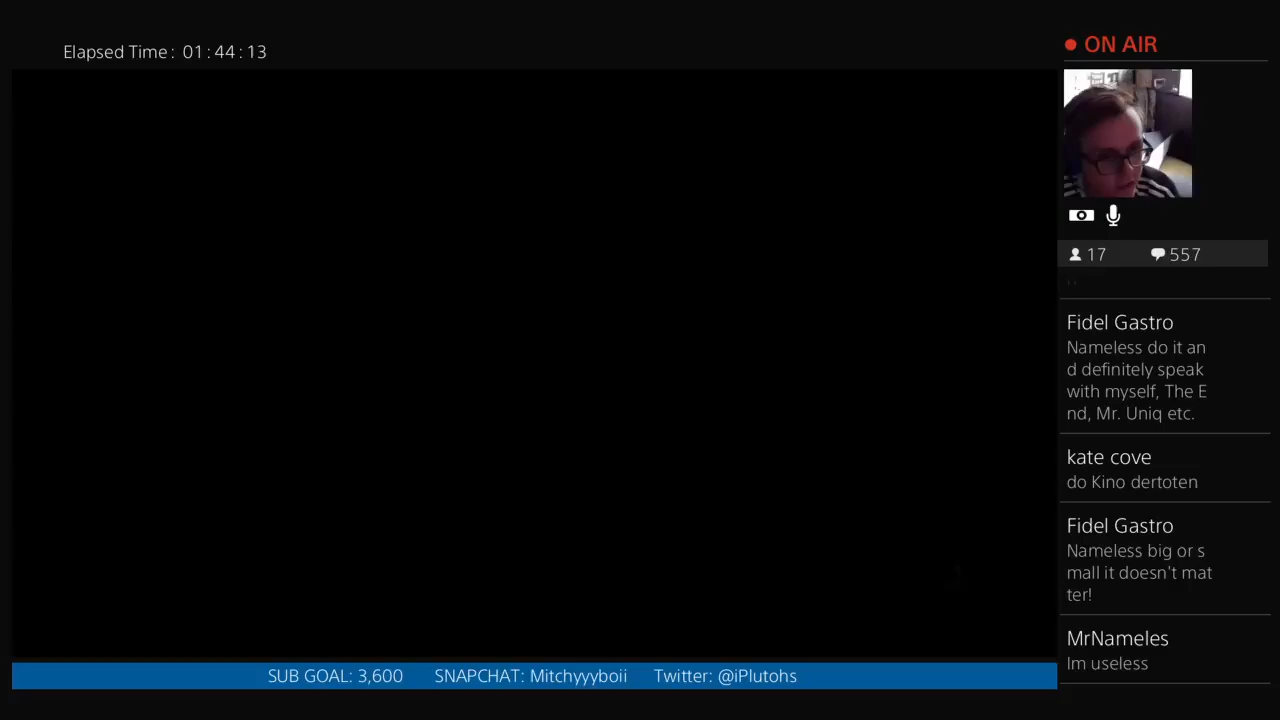 Elapsed Time: 01:44:13
ON AIR
17 557
Fidel Gastro
Nameless do it an
d definitely speak
with myself, The E
nd, Mr. Uniq etc.
kate cove
do Kino dertoten
Fidel Gastro
Nameless big or s
mall it doesn't mat
ter!
MrNameles
Im useless
SUB GOAL: 3,600 SNAPCHAT: Mitchyyyboii Twitter: @iPlutohs